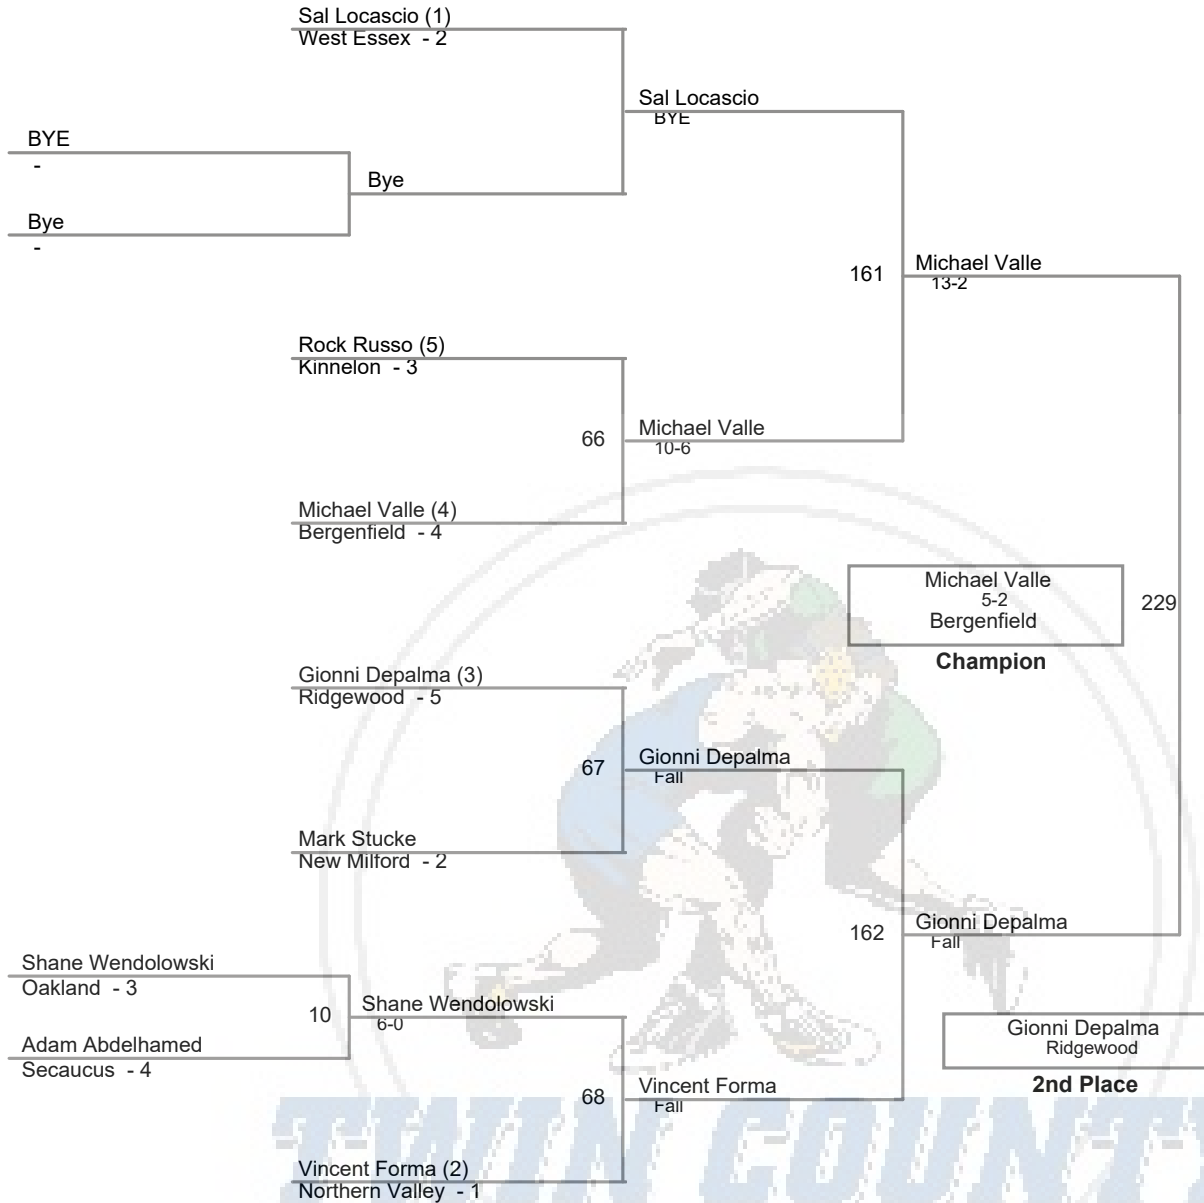 Sal Locascio (1)
West Essex - 2
Sal Locascio
BYE
BYE
-
Bye
Bye
-
161
Michael Valle
13-2
Rock Russo (5)
Kinnelon - 3
66
Michael Valle
10-6
Michael Valle (4)
Bergenfield - 4
Michael Valle
5-2
Bergenfield
229
Champion
Gionni Depalma (3)
Ridgewood - 5
67
Gionni Depalma
Fall
Mark Stucke
New Milford - 2
162
Gionni Depalma
Fall
Shane Wendolowski
Oakland - 3
10
Shane Wendolowski
6-0
Adam Abdelhamed
Secaucus - 4
Gionni Depalma
Ridgewood
2nd Place
68
Vincent Forma
Fall
Vincent Forma (2)
Northern Valley - 1
TWIN COUNTY